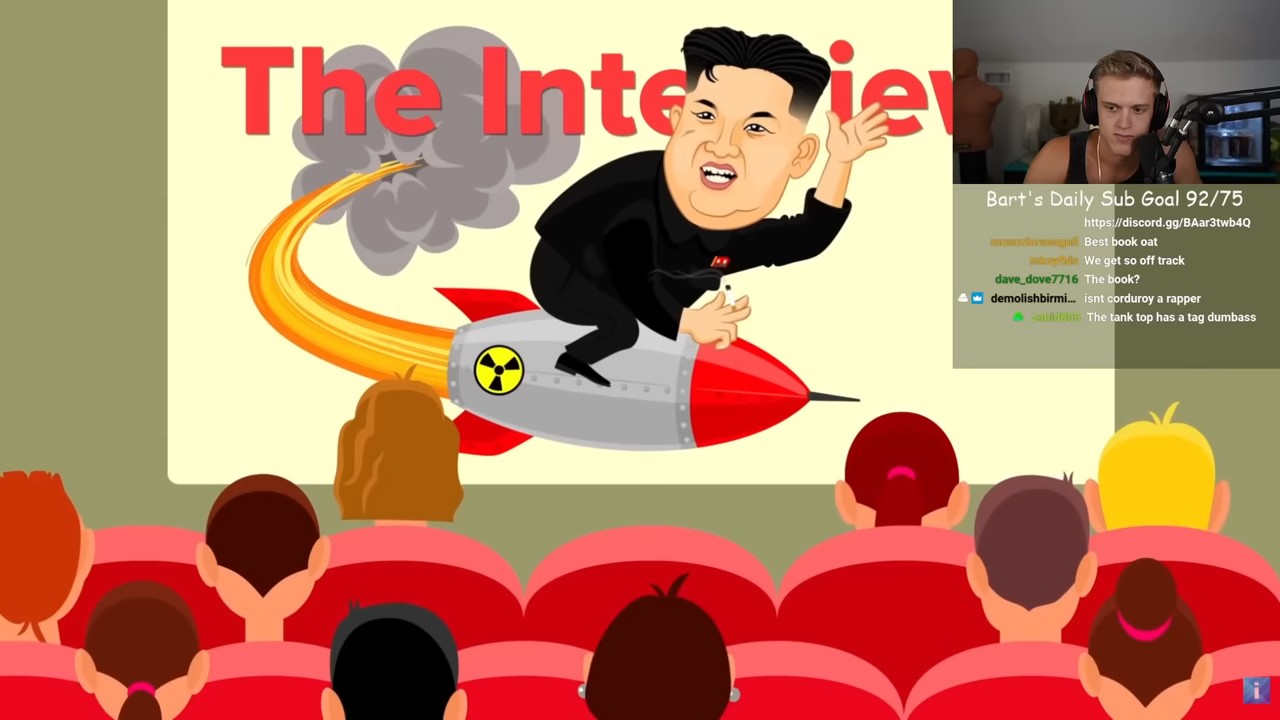 The Inte iew
Bart's Daily Sub Goal 92/75
https://discord.gg/BAar3twb4Q
Best book oat
We get so off track
dave_dove7716 The book?
demolishbirmi... isnt corduroy a rapper
The tank top has a tag dumbass
i